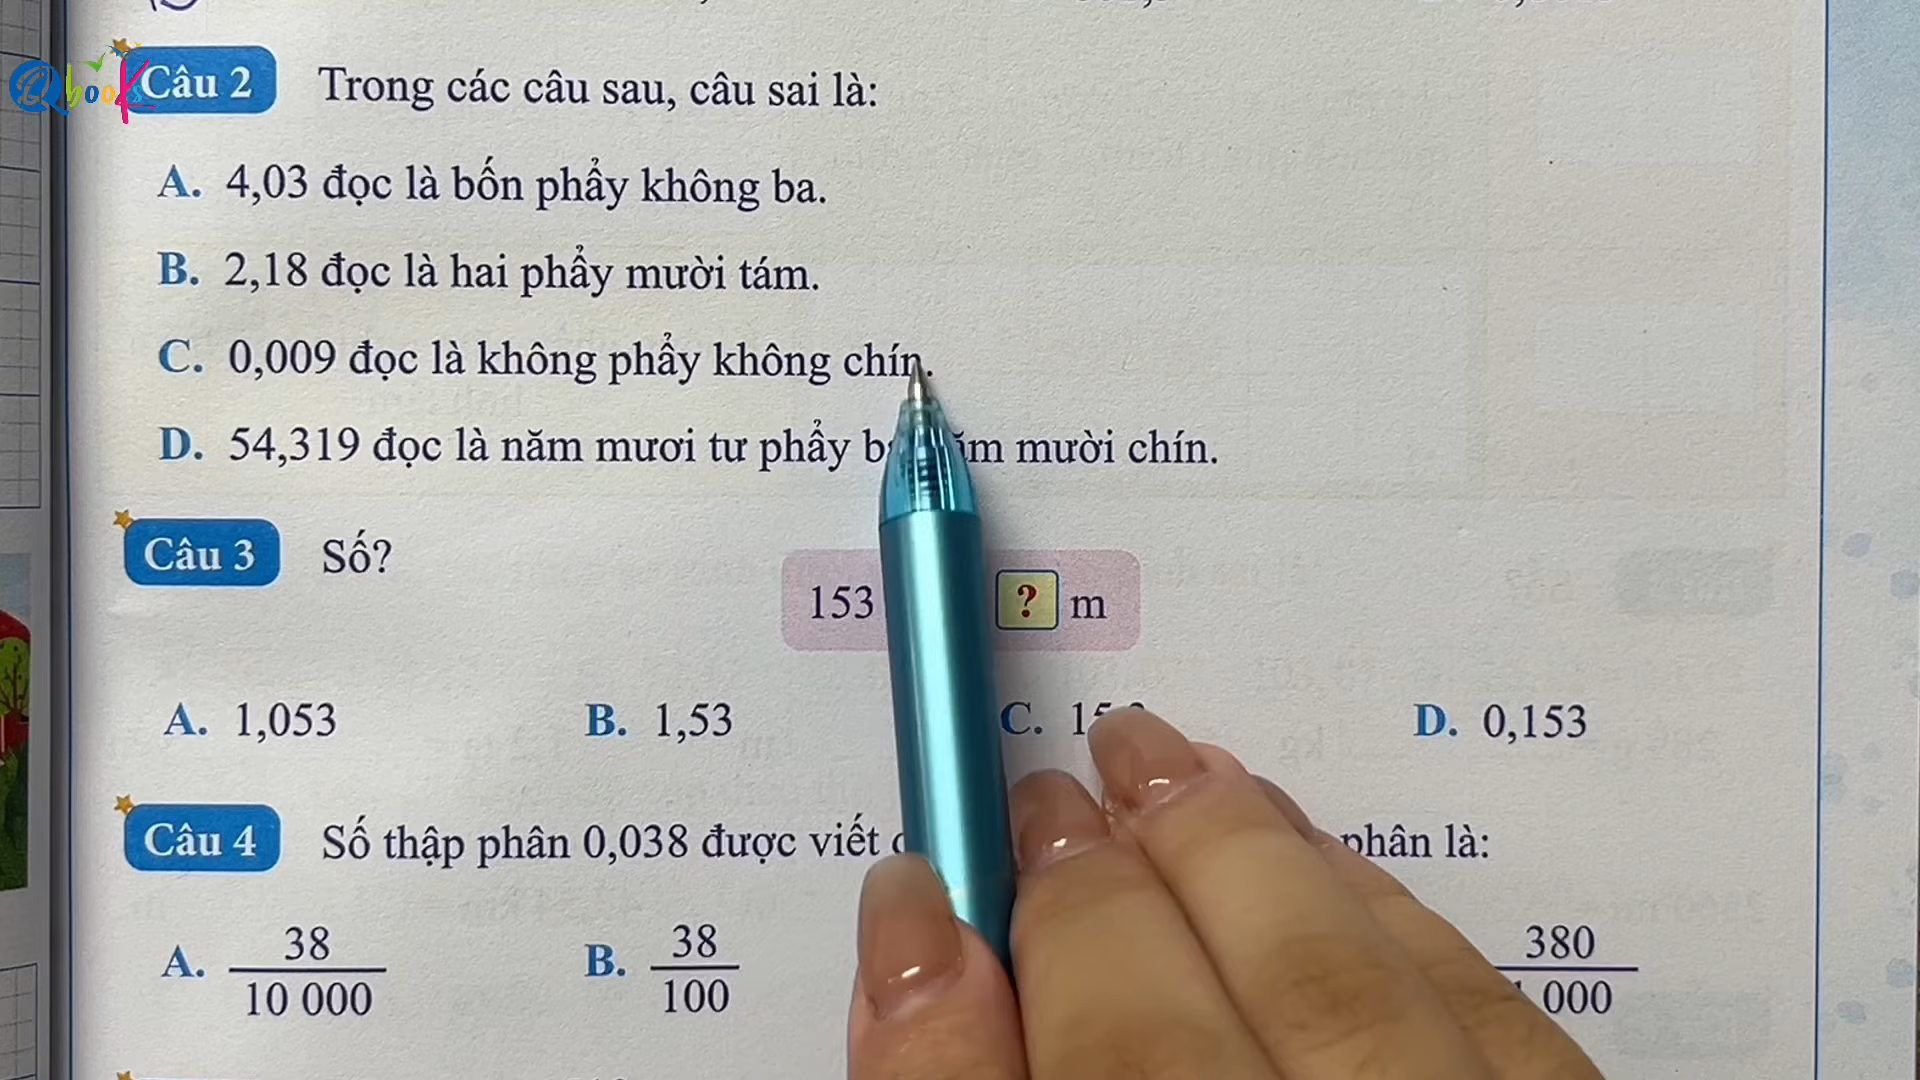 Qbooks
Câu 2 Trong các câu sau, câu sai là:
A. 4,03 đọc là bốn phẩy không ba.
B. 2,18 đọc là hai phẩy mười tám.
C. 0,009 đọc là không phẩy không chín.
D. 54,319 đọc là năm mươi tư phẩy mười chín.
Câu 3 Số?
153 ? m
A. 1,053 B. 1,53 C. D. 0,153
Câu 4 Số thập phân 0,038 được viết phân là:
A. 38/10 000 B. 38/100 380/000